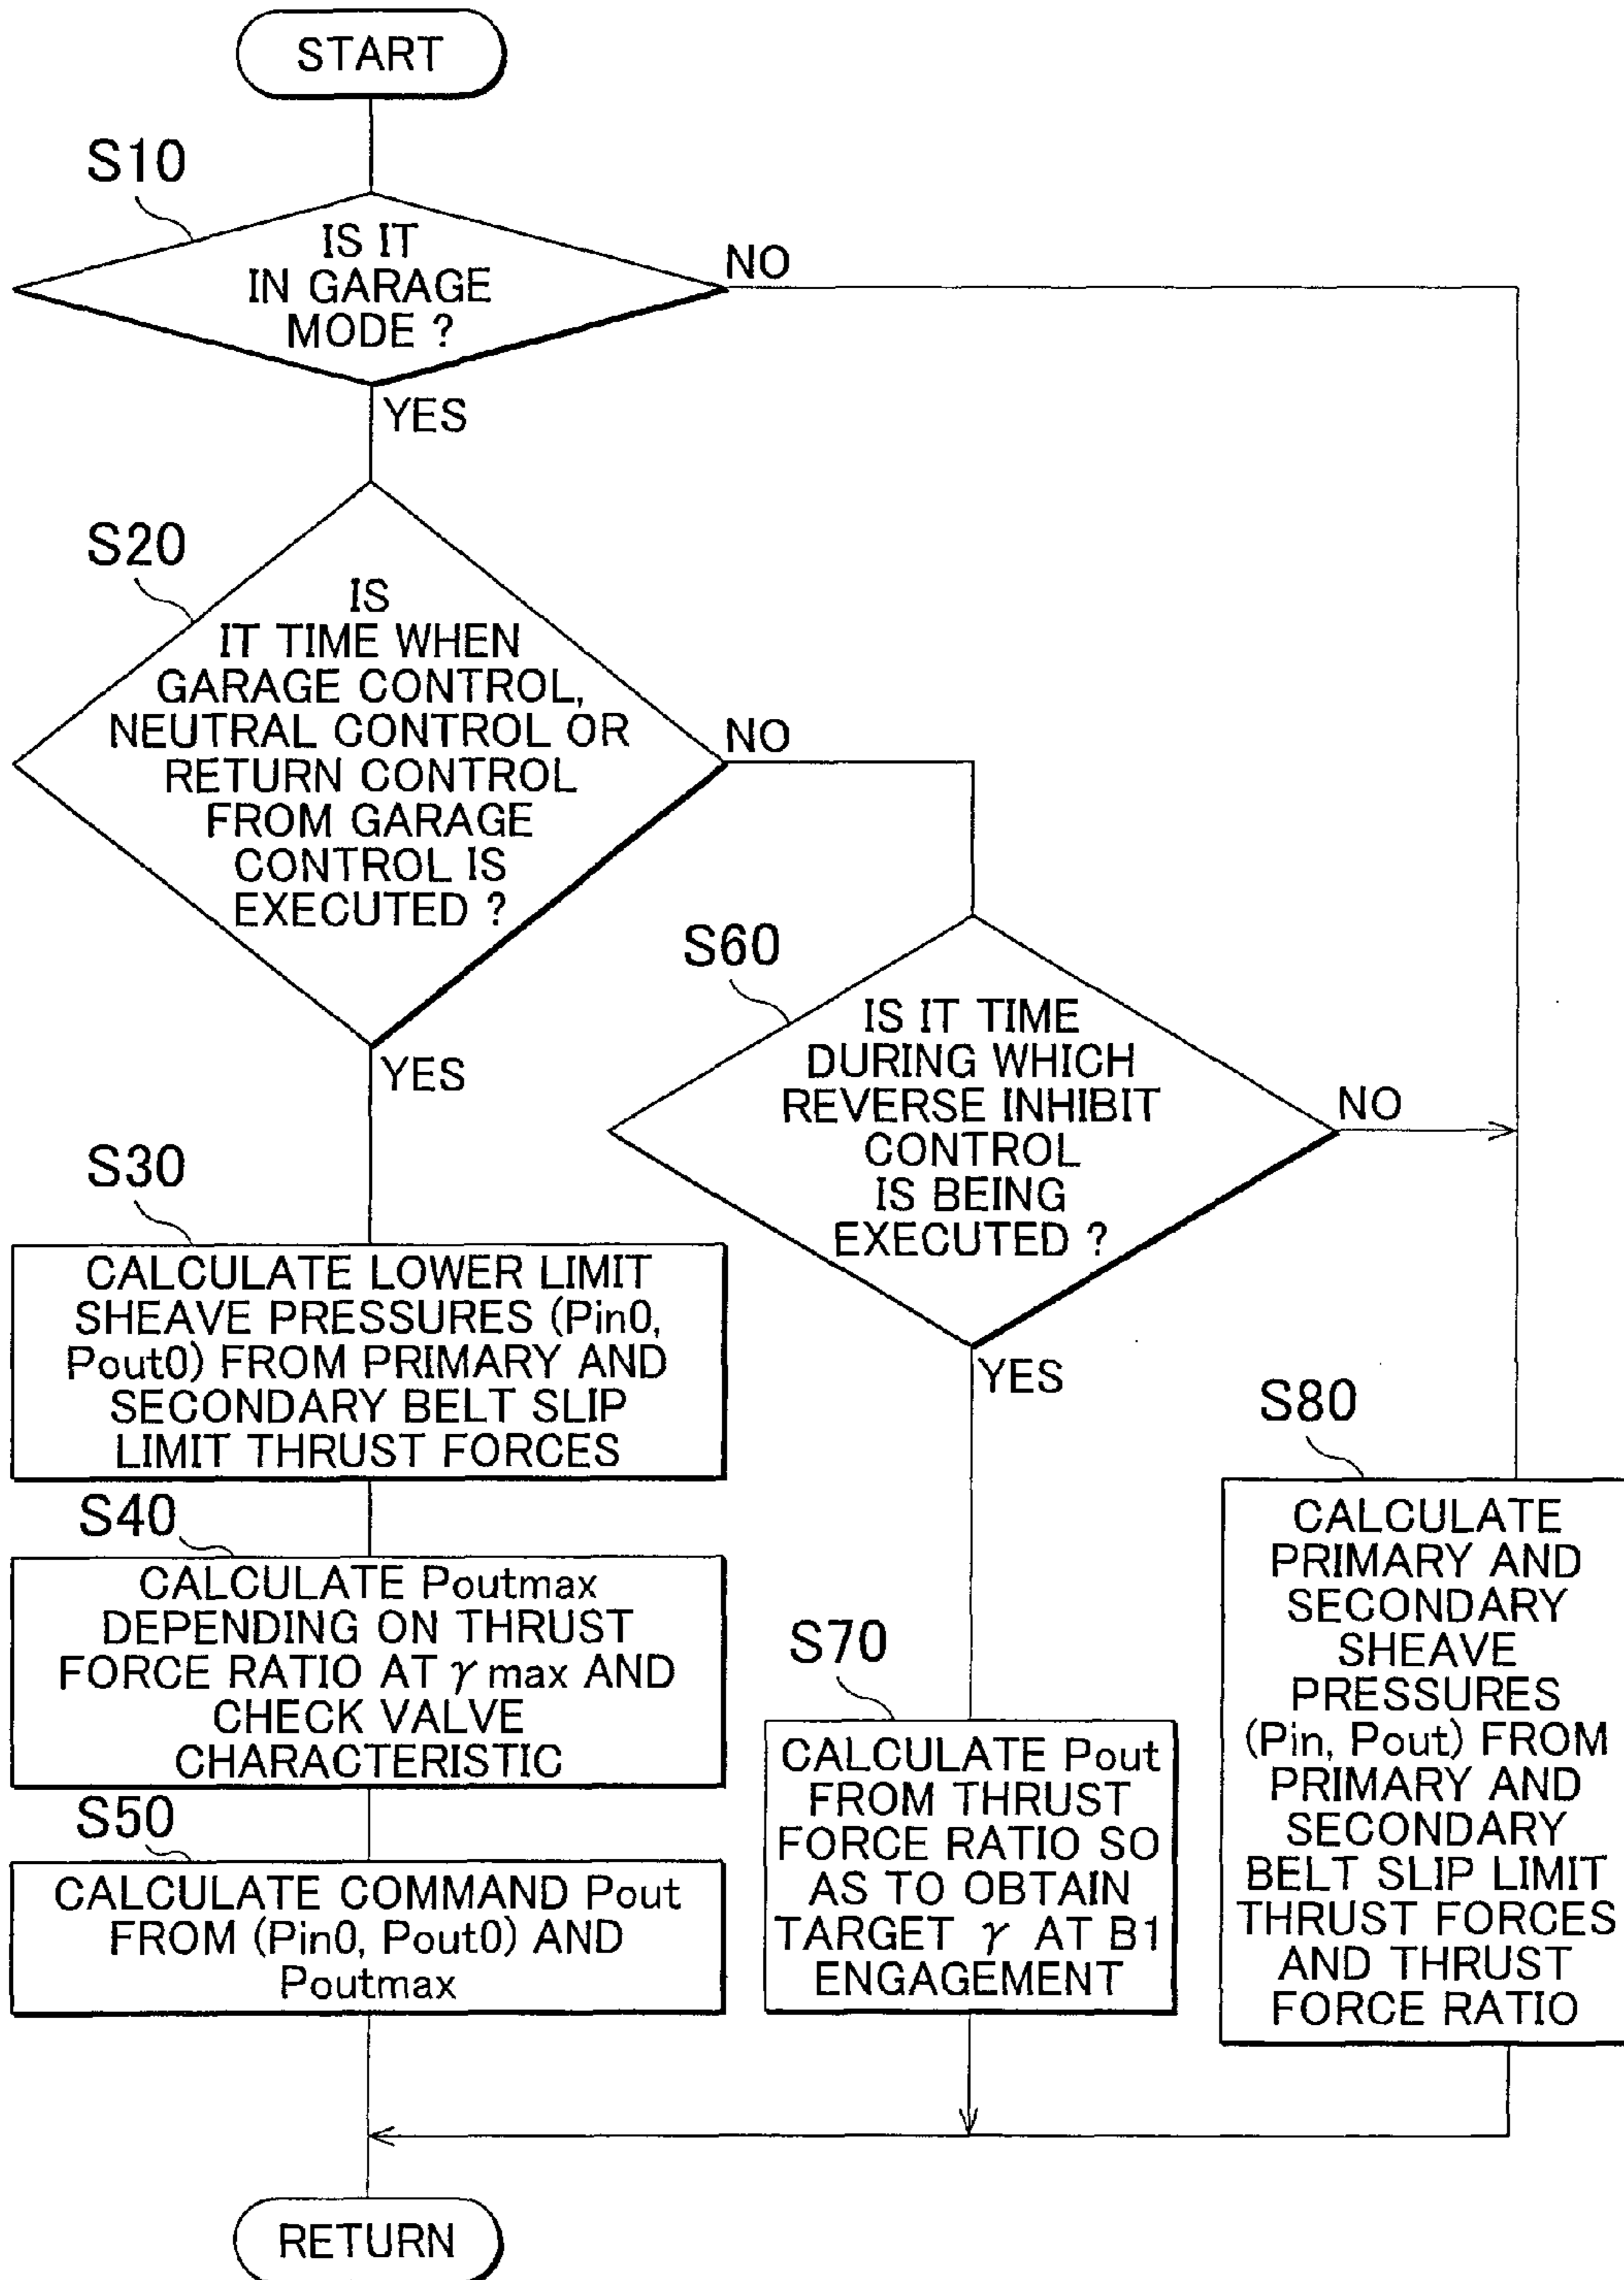 START
S10
IS IT
IN GARAGE
MODE ?
NO
YES
S20
IS
IT TIME WHEN
GARAGE CONTROL,
NEUTRAL CONTROL OR
RETURN CONTROL
FROM GARAGE
CONTROL IS
EXECUTED ?
NO
YES
S60
IS IT TIME
DURING WHICH
REVERSE INHIBIT
CONTROL
IS BEING
EXECUTED ?
NO
YES
S30
CALCULATE LOWER LIMIT
SHEAVE PRESSURES (Pin0,
Pout0) FROM PRIMARY AND
SECONDARY BELT SLIP
LIMIT THRUST FORCES
S40
CALCULATE Poutmax
DEPENDING ON THRUST
FORCE RATIO AT γ max AND
CHECK VALVE
CHARACTERISTIC
S50
CALCULATE COMMAND Pout
FROM (Pin0, Pout0) AND
Poutmax
S70
CALCULATE Pout
FROM THRUST
FORCE RATIO SO
AS TO OBTAIN
TARGET γ AT B1
ENGAGEMENT
S80
CALCULATE
PRIMARY AND
SECONDARY
SHEAVE
PRESSURES
(Pin, Pout) FROM
PRIMARY AND
SECONDARY
BELT SLIP LIMIT
THRUST FORCES
AND THRUST
FORCE RATIO
RETURN